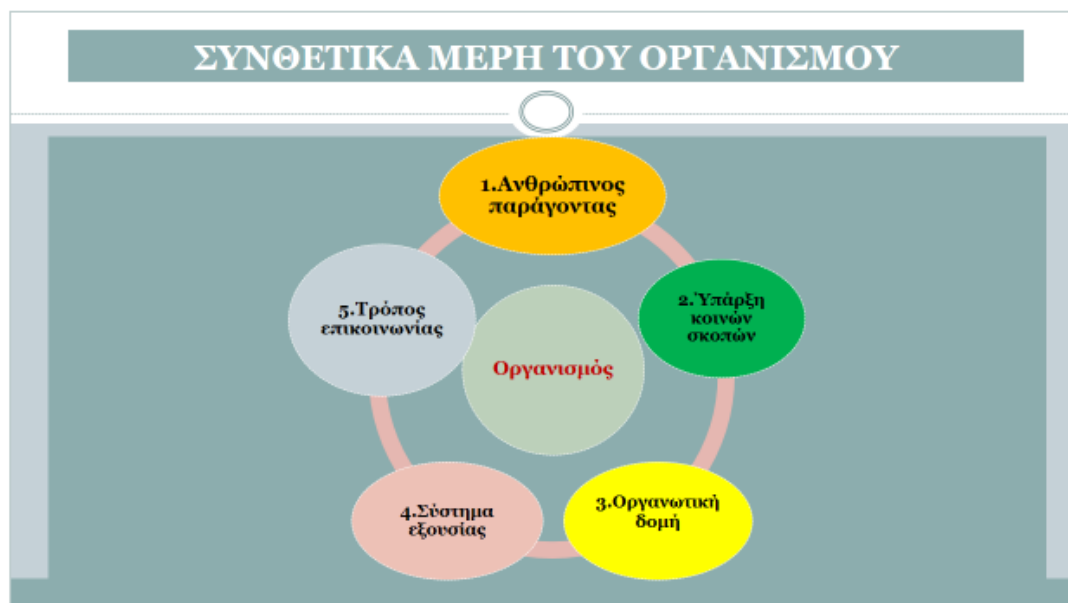 ΣΥΝΘΕΤΙΚΑ ΜΕΡΗ ΤΟΥ ΟΡΓΑΝΙΣΜΟΥ
1.Ανθρώπινος
παράγοντας
2.Ύπάρξη
κοινών
σκοπών
3.Οργανωτική
δομή
4.Σύστημα
εξουσίας
5.Τρόπος
επικοινωνίας
Οργανισμός